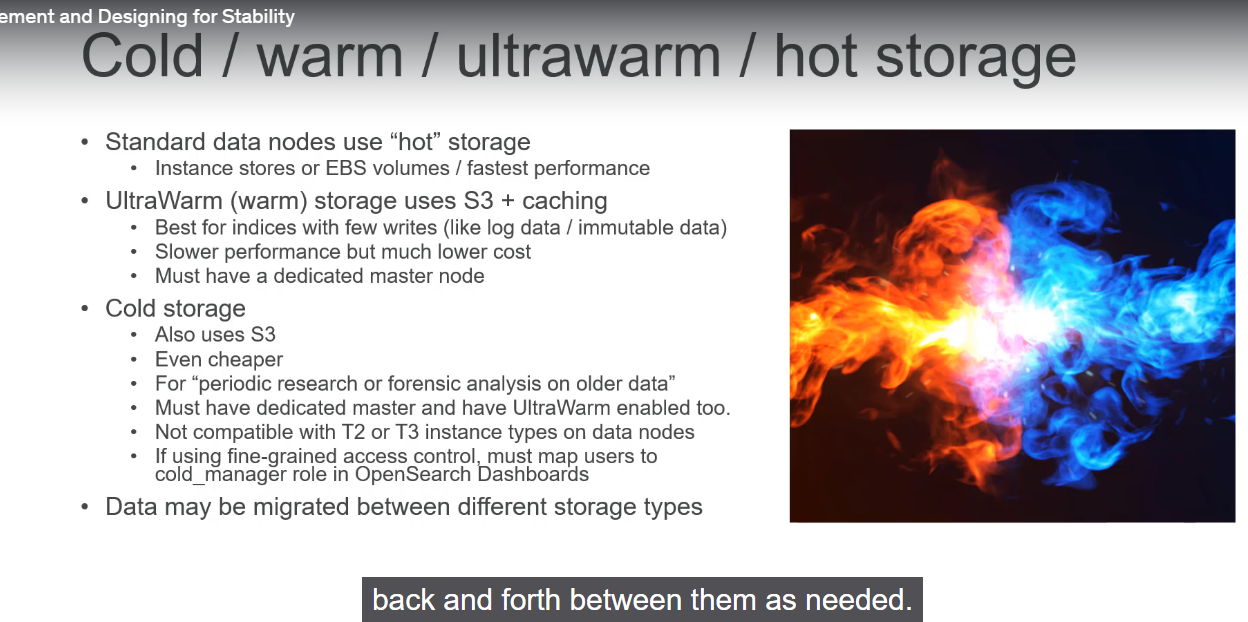 ement and Designing for Stability
Cold / warm / ultrawarm / hot storage
• Standard data nodes use “hot” storage
• Instance stores or EBS volumes / fastest performance
• UltraWarm (warm) storage uses S3 + caching
• Best for indices with few writes (like log data / immutable data)
• Slower performance but much lower cost
• Must have a dedicated master node
• Cold storage
• Also uses S3
• Even cheaper
• For “periodic research or forensic analysis on older data”
• Must have dedicated master and have UltraWarm enabled too.
• Not compatible with T2 or T3 instance types on data nodes
• If using fine-grained access control, must map users to
cold_manager role in OpenSearch Dashboards
• Data may be migrated between different storage types
back and forth between them as needed.